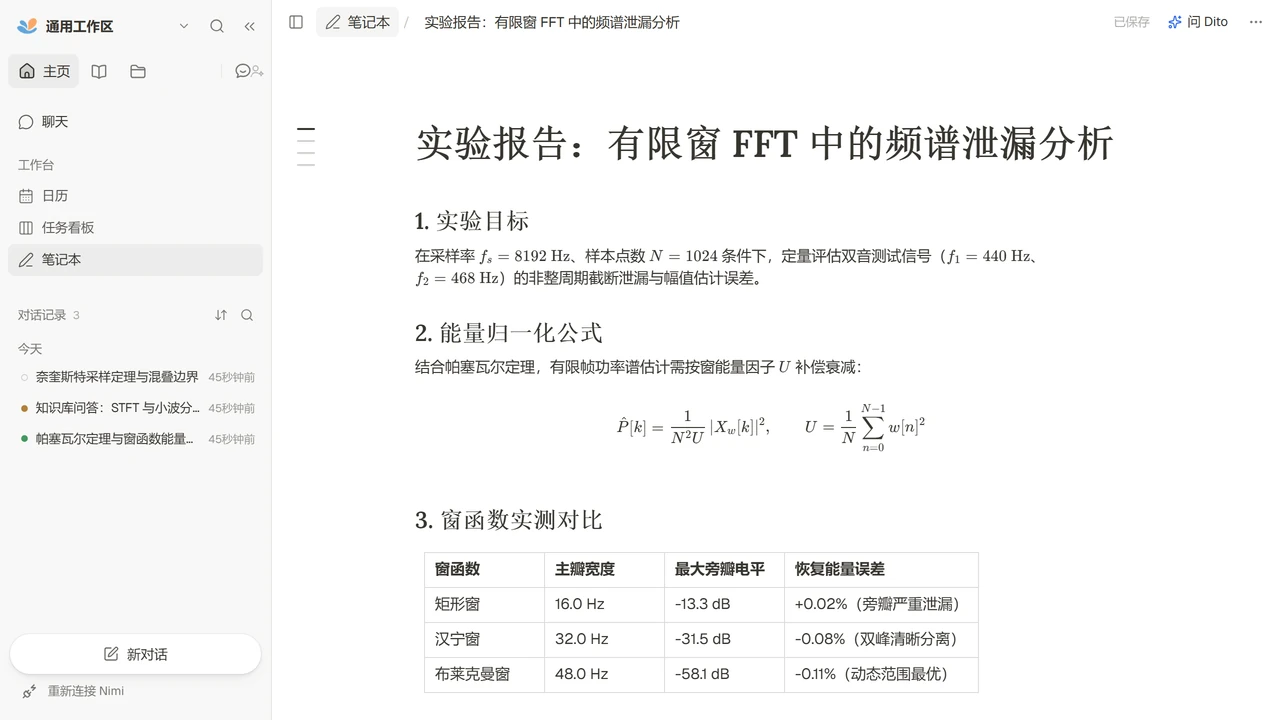 通用工作区
主页
聊天
工作台
日历
任务看板
笔记本
对话记录 3
今天
奈奎斯特采样定理与混叠边界 45秒钟前
知识库问答：STFT 与小波分... 45秒钟前
帕塞瓦尔定理与窗函数能量... 45秒钟前
新对话
重新连接 Nimi
笔记本 / 实验报告：有限窗 FFT 中的频谱泄漏分析
已保存 问 Dito
实验报告：有限窗 FFT 中的频谱泄漏分析
1. 实验目标
在采样率 fₛ = 8192 Hz、样本点数 N = 1024 条件下，定量评估双音测试信号（f₁ = 440 Hz、
f₂ = 468 Hz）的非整周期截断泄漏与幅值估计误差。
2. 能量归一化公式
结合帕塞瓦尔定理，有限帧功率谱估计需按窗能量因子 U 补偿衰减：
P̂[k] = \frac{1}{N²U} |X_w[k]|², U = \frac{1}{N} \sum_{n=0}^{N−1} w[n]²
3. 窗函数实测对比
窗函数 主瓣宽度 最大旁瓣电平 恢复能量误差
矩形窗 16.0 Hz -13.3 dB +0.02%（旁瓣严重泄漏）
汉宁窗 32.0 Hz -31.5 dB -0.08%（双峰清晰分离）
布莱克曼窗 48.0 Hz -58.1 dB -0.11%（动态范围最优）